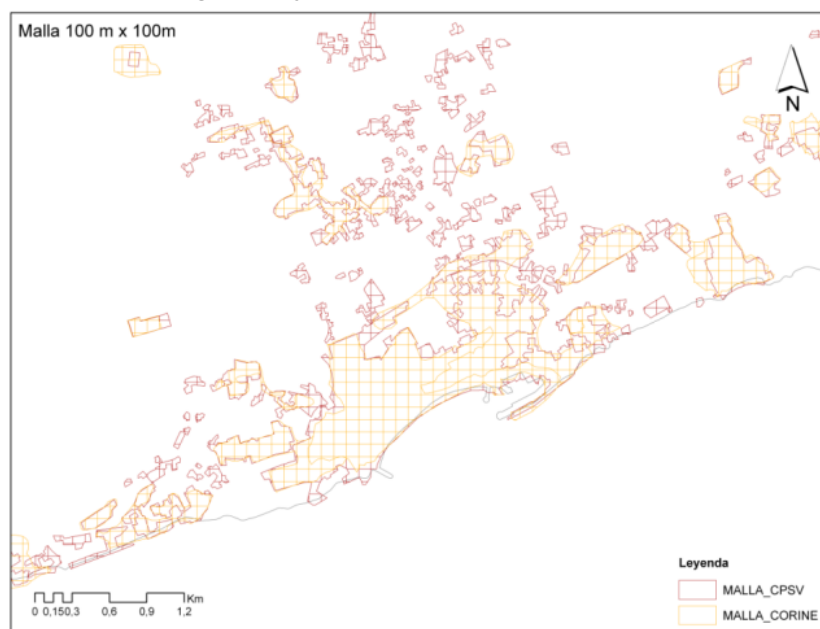 Malla 100 m x 100m
N
Leyenda
MALLA_CPSV
MALLA_CORINE
Km
0 0,150,3 0,6 0,9 1,2